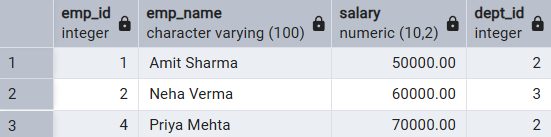 emp_id emp_name salary dept_id
integer character varying (100) numeric (10,2) integer
1 1 Amit Sharma 50000.00 2
2 2 Neha Verma 60000.00 3
3 4 Priya Mehta 70000.00 2